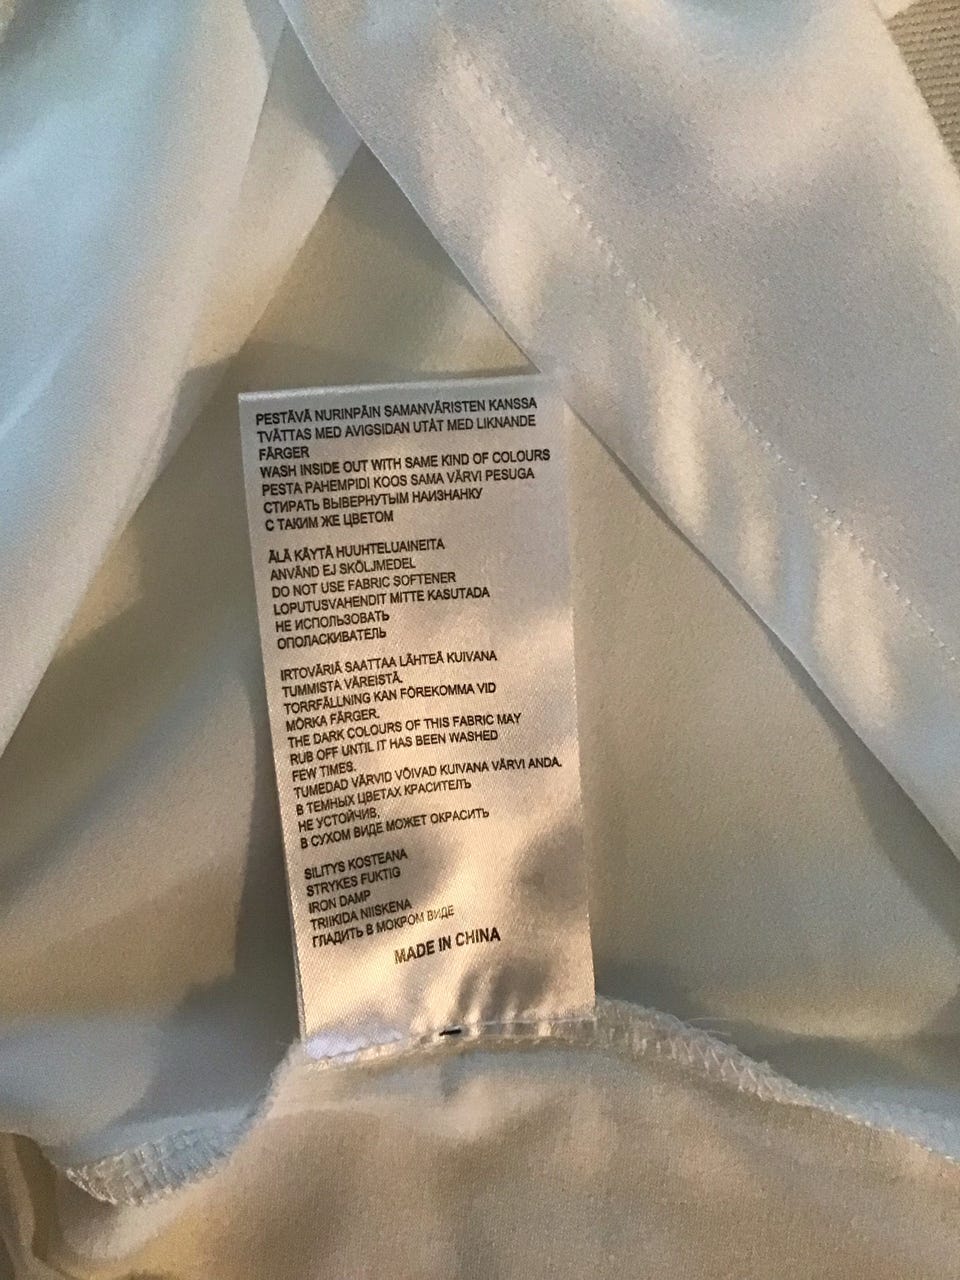 PESTÄVÄ NURINPÄIN SAMANVÄRISTEN KANSSA
TVÄTTAS MED AVIGSIDAN UTÅT MED LIKNANDE
FÄRGER
WASH INSIDE OUT WITH SAME KIND OF COLOURS
PESTA PAHEMPIDI KOOS SAMA VÄRVI PESUGA
СТИРАТЬ ВЫВЕРНУТЫМ НАИЗНАНКУ
С ТАКИМ ЖЕ ЦВЕТОМ
ÄLÄ KÄYTÄ HUUHTELUAINEITA
ANVÄND EJ SKÖLJMEDEL
DO NOT USE FABRIC SOFTENER
LOPUTUSVAHENDIT MITTE KASUTADA
НЕ ИСПОЛЬЗОВАТЬ
ОПОЛАСКИВАТЕЛЬ
IRTOVÄRIÄ SAATTAA LÄHTEÄ KUIVANA
TUMMISTA VÄREISTÄ.
TORRFÄLLNING KAN FÖREKOMMA VID
MÖRKA FÄRGER.
THE DARK COLOURS OF THIS FABRIC MAY
RUB OFF UNTIL IT HAS BEEN WASHED
FEW TIMES.
TUMEDAD VÄRVID VÕIVAD KUIVANA VÄRVI ANDA.
В ТЕМНЫХ ЦВЕТАХ КРАСИТЕЛЬ
НЕ УСТОЙЧИВ,
В СУХОМ ВИДЕ МОЖЕТ ОКРАСИТЬ
SILITYS KOSTEANA
STRYKES FUKTIG
IRON DAMP
TRIIKIDA NIISKENA
ГЛАДИТЬ В МОКРОМ ВИДЕ
MADE IN CHINA